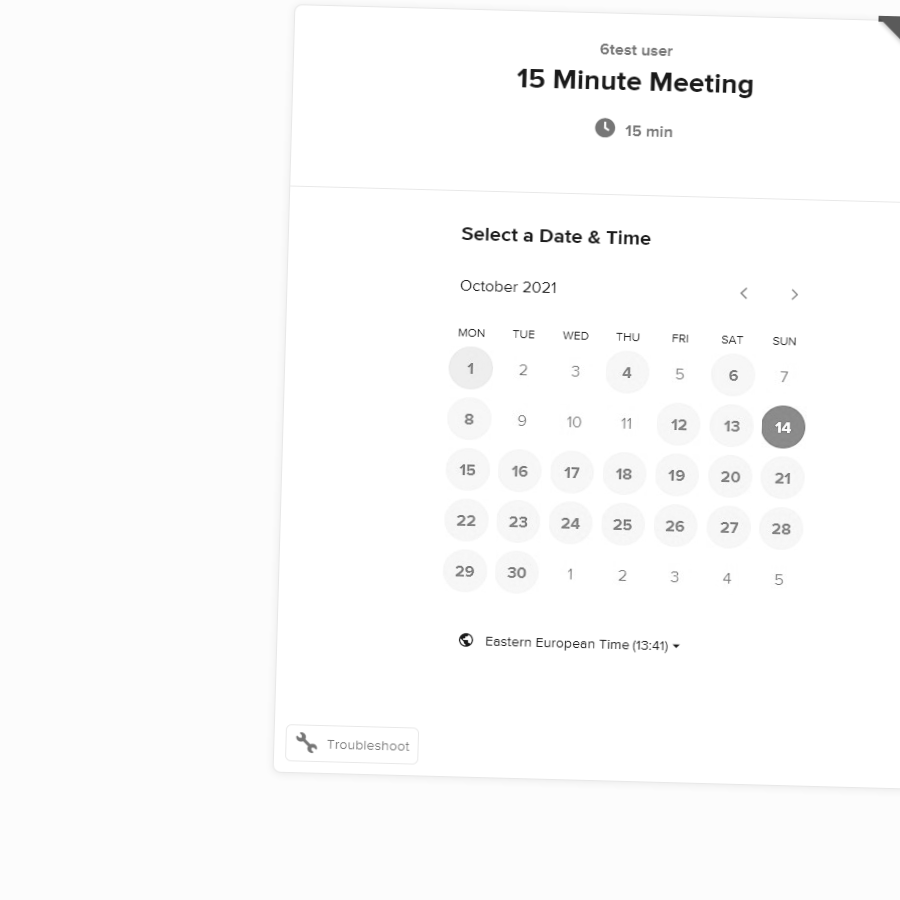 6test user
15 Minute Meeting
15 min
Select a Date & Time
October 2021
MON TUE WED THU FRI SAT SUN
1 2 3 4 5 6 7
8 9 10 11 12 13 14
15 16 17 18 19 20 21
22 23 24 25 26 27 28
29 30 1 2 3 4 5
Eastern European Time (13:41)
Troubleshoot